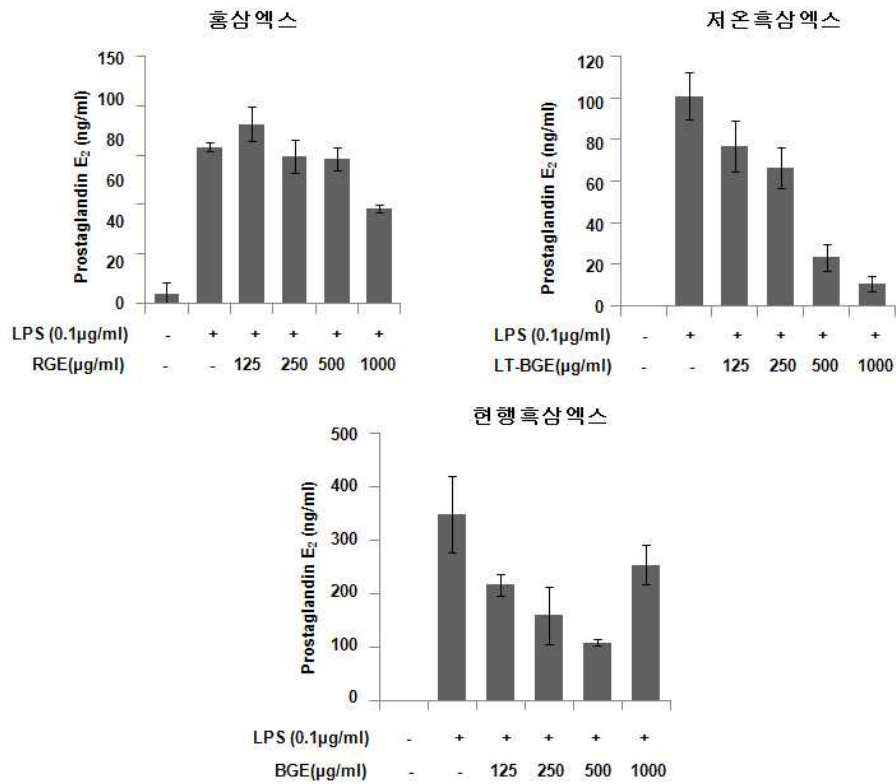 홍삼엑스
150
100
80
60
40
20
0
Prostaglandin E₂ (ng/ml)
LPS (0.1µg/ml) - + + + + +
RGE(µg/ml) - - 125 250 500 1000
저온흑삼엑스
120
100
80
60
40
20
0
Prostaglandin E₂ (ng/ml)
LPS (0.1µg/ml) - + + + + +
LT-BGE(µg/ml) - - 125 250 500 1000
현행흑삼엑스
500
400
300
200
100
0
Prostaglandin E₂ (ng/ml)
LPS (0.1µg/ml) - + + + + +
BGE(µg/ml) - - 125 250 500 1000